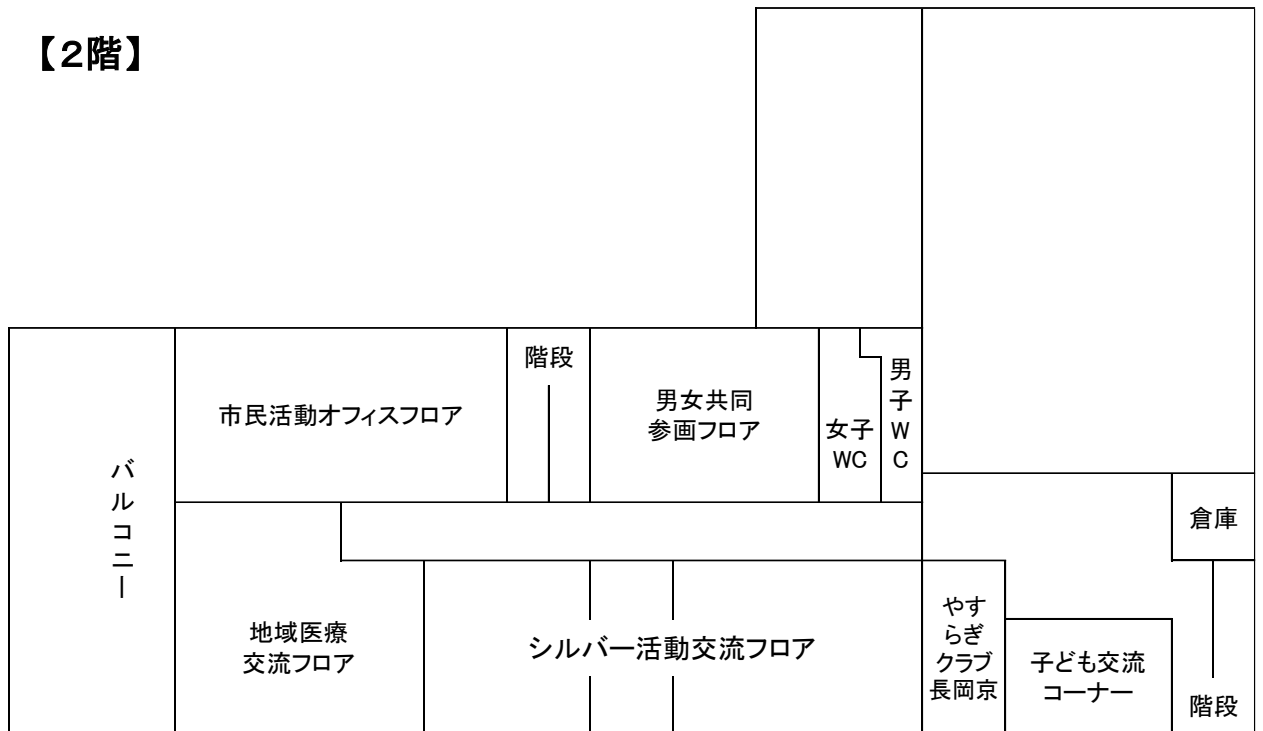 【２階】
階段
市民活動オフィスフロア
男女共同
参画フロア
女子
WC
男子WC
バルコニー
倉庫
地域医療
交流フロア
シルバー活動交流フロア
やす
らぎ
クラブ
長岡京
子ども交流
コーナー
階段